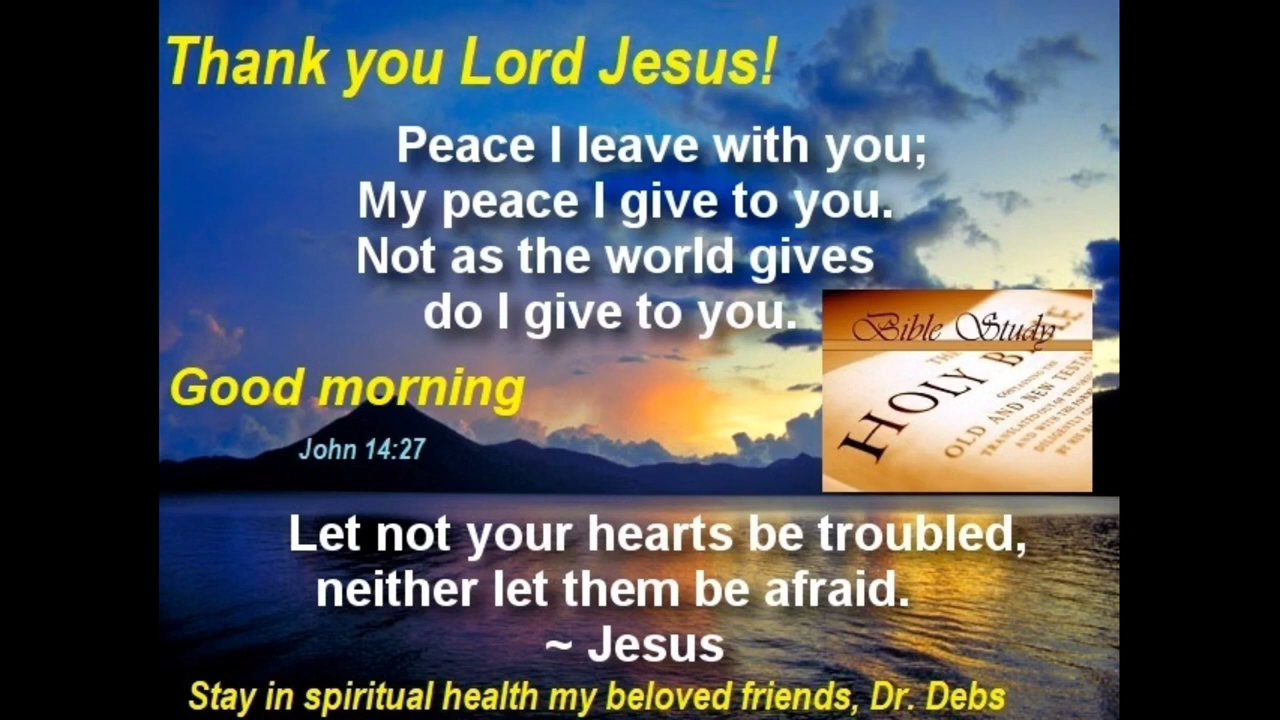 Thank you Lord Jesus!
Peace I leave with you;
My peace I give to you.
Not as the world gives
do I give to you.
Bible Study
HOLY BIBLE
OLD AND NEW TESTA
Good morning
John 14:27
Let not your hearts be troubled,
neither let them be afraid.
~ Jesus
Stay in spiritual health my beloved friends, Dr. Debs